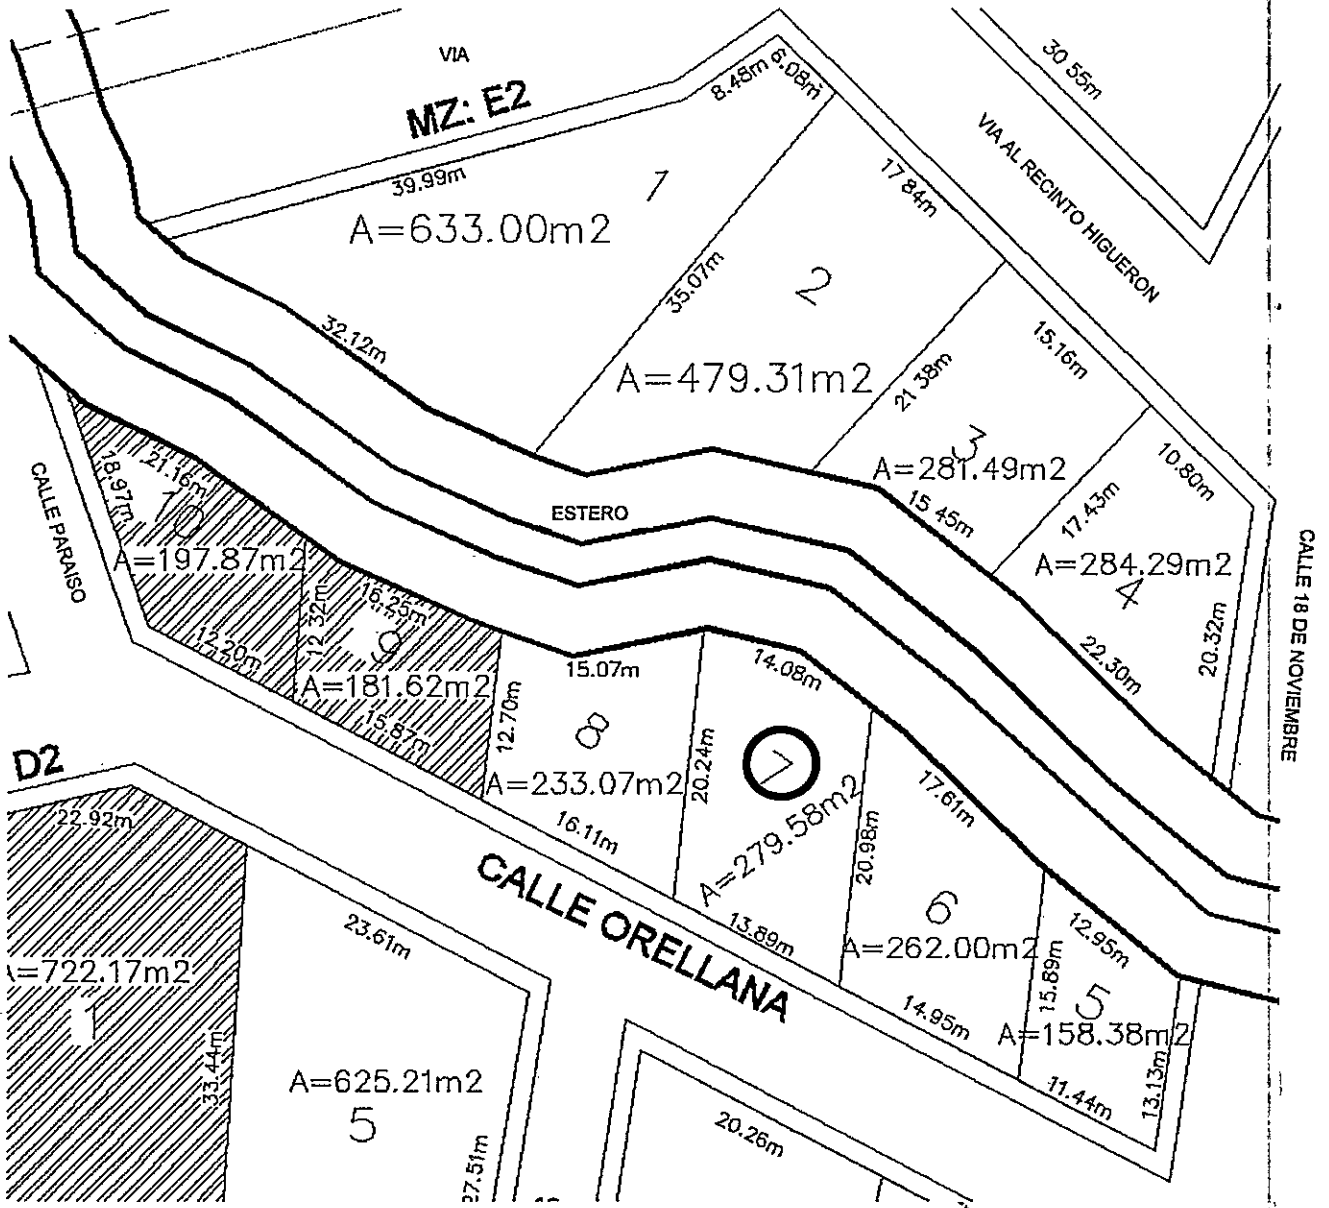 VIA
MZ: E2
39.99m
8.48m
6.08m
1
A=633.00m2
30 55m
VIA AL RECINTO HIGUERON
17 84m
35.07m
2
A=479.31m2
32.12m
15.16m
21 38m
3
A=281.49m2
15 45m
10.80m
17.43m
A=284.29m2
4
20.32m
22.30m
CALLE 18 DE NOVIEMBRE
ESTERO
CALLE PARAISO
18.97m
21.16m
10
A=197.87m2
12.20m
12 32m
16.25m
9
A=181.62m2
15.87m
12.70m
15.07m
8
A=233.07m2
16.11m
14.08m
20.24m
7
A=279.58m2
13.89m
20.98m
17.61m
6
A=262.00m2
14.95m
12.95m
15.89m
5
A=158.38m2
11.44m
13.13m
CALLE ORELLANA
D2
22.92m
A=722.17m2
1
33.44m
23.61m
A=625.21m2
5
27.51m
20.26m